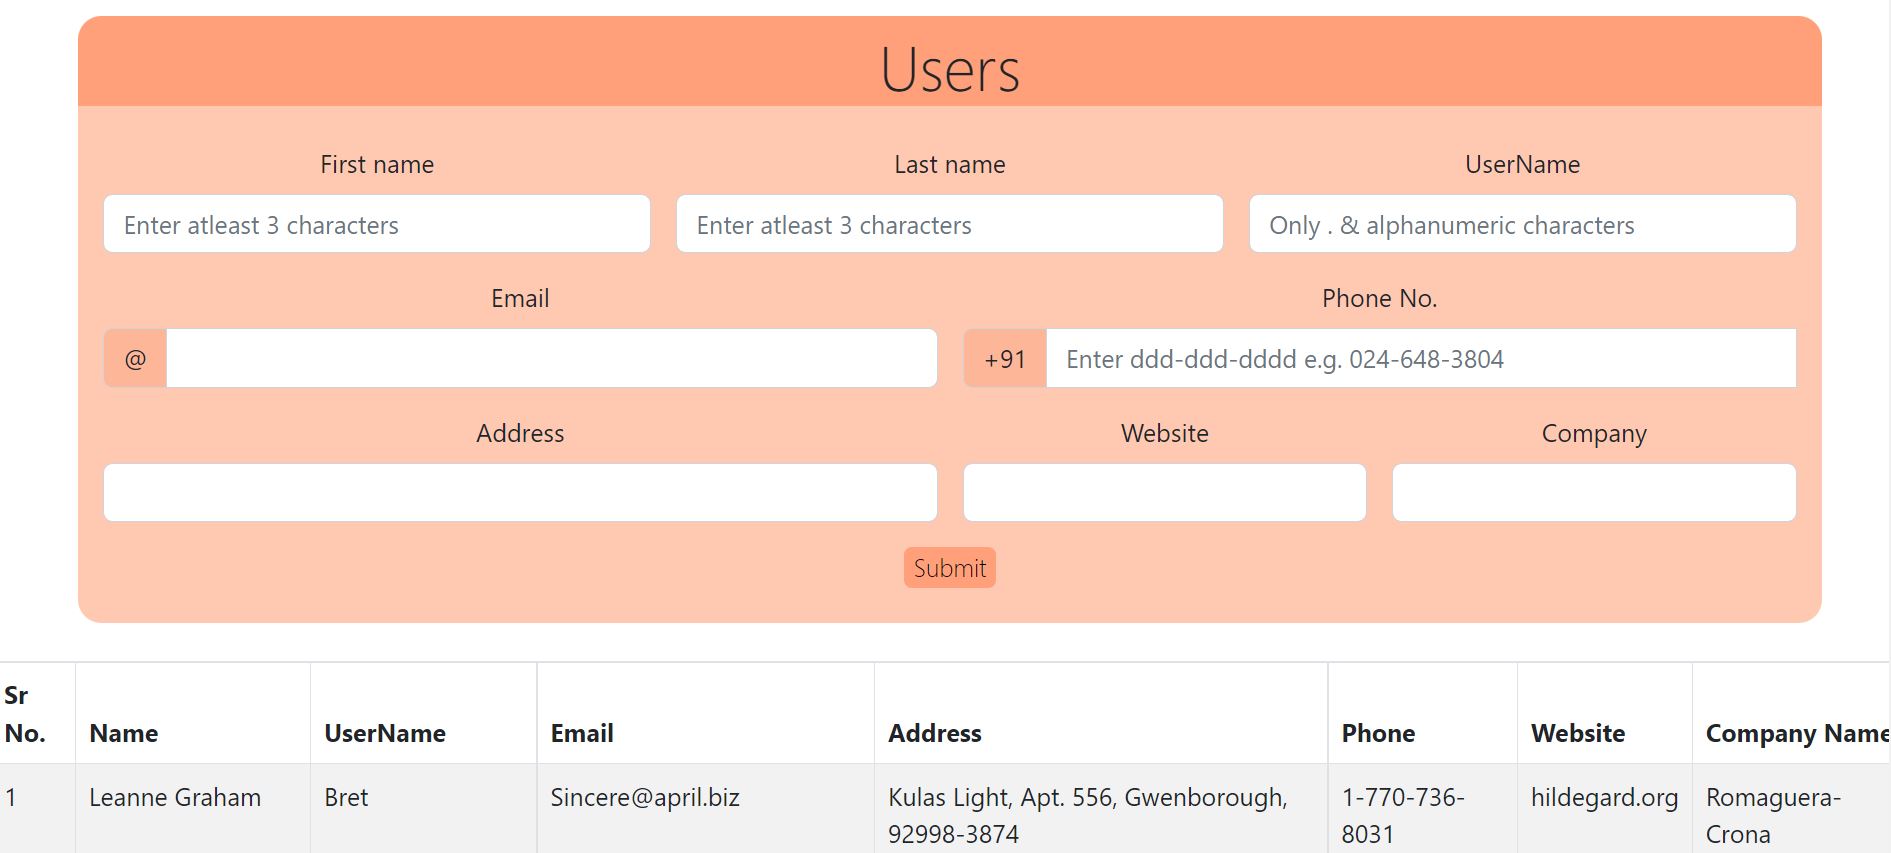 Users
First name Last name UserName
Enter atleast 3 characters Enter atleast 3 characters Only . & alphanumeric characters
Email Phone No.
@ +91 Enter ddd-ddd-dddd e.g. 024-648-3804
Address Website Company
Submit
Sr
No. Name UserName Email Address Phone Website Company Name
1 Leanne Graham Bret Sincere@april.biz Kulas Light, Apt. 556, Gwenborough, 1-770-736- hildegard.org Romaguera-
92998-3874 8031 Crona